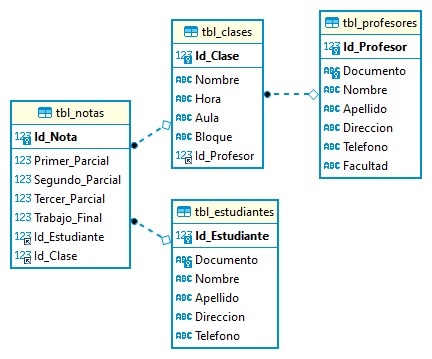 tbl_notas
123 Id_Nota
123 Primer_Parcial
123 Segundo_Parcial
123 Tercer_Parcial
123 Trabajo_Final
123 Id_Estudiante
123 Id_Clase
tbl_clases
123 Id_Clase
ABC Nombre
ABC Hora
ABC Aula
ABC Bloque
123 Id_Profesor
tbl_profesores
123 Id_Profesor
ABC Documento
ABC Nombre
ABC Apellido
ABC Direccion
ABC Telefono
ABC Facultad
tbl_estudiantes
123 Id_Estudiante
ABC Documento
ABC Nombre
ABC Apellido
ABC Direccion
ABC Telefono